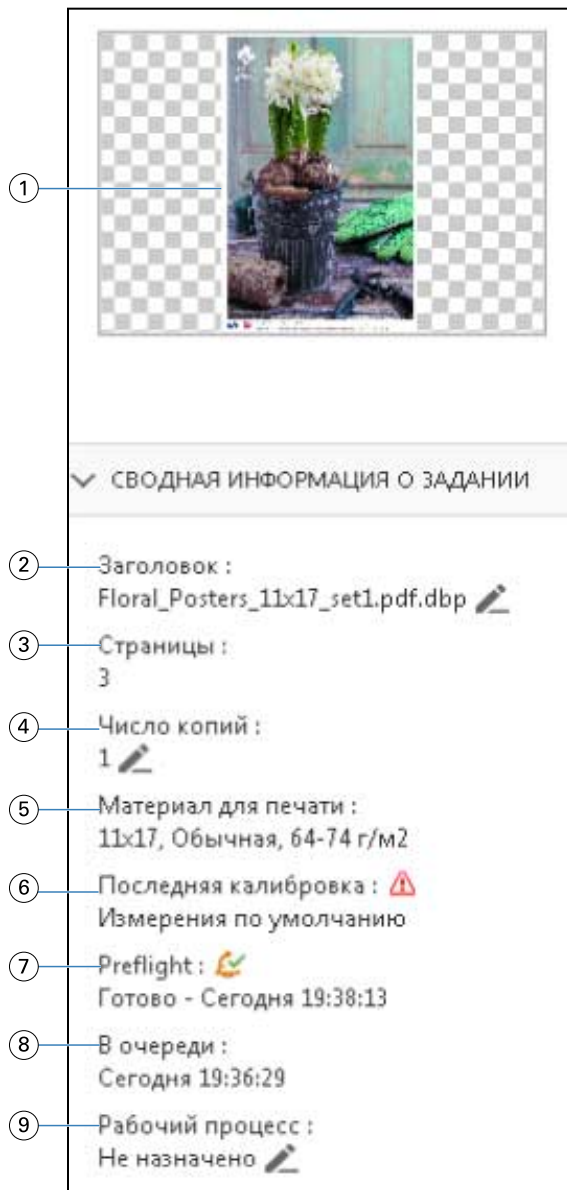 1
СВОДНАЯ ИНФОРМАЦИЯ О ЗАДАНИИ
2 Заголовок :
Floral_Posters_11x17_set1.pdf.dbp
3 Страницы :
3
4 Число копий :
1
5 Материал для печати :
11x17, Обычная, 64-74 г/м2
6 Последняя калибровка :
Измерения по умолчанию
7 Preflight :
Готово - Сегодня 19:38:13
8 В очереди :
Сегодня 19:36:29
9 Рабочий процесс :
Не назначено